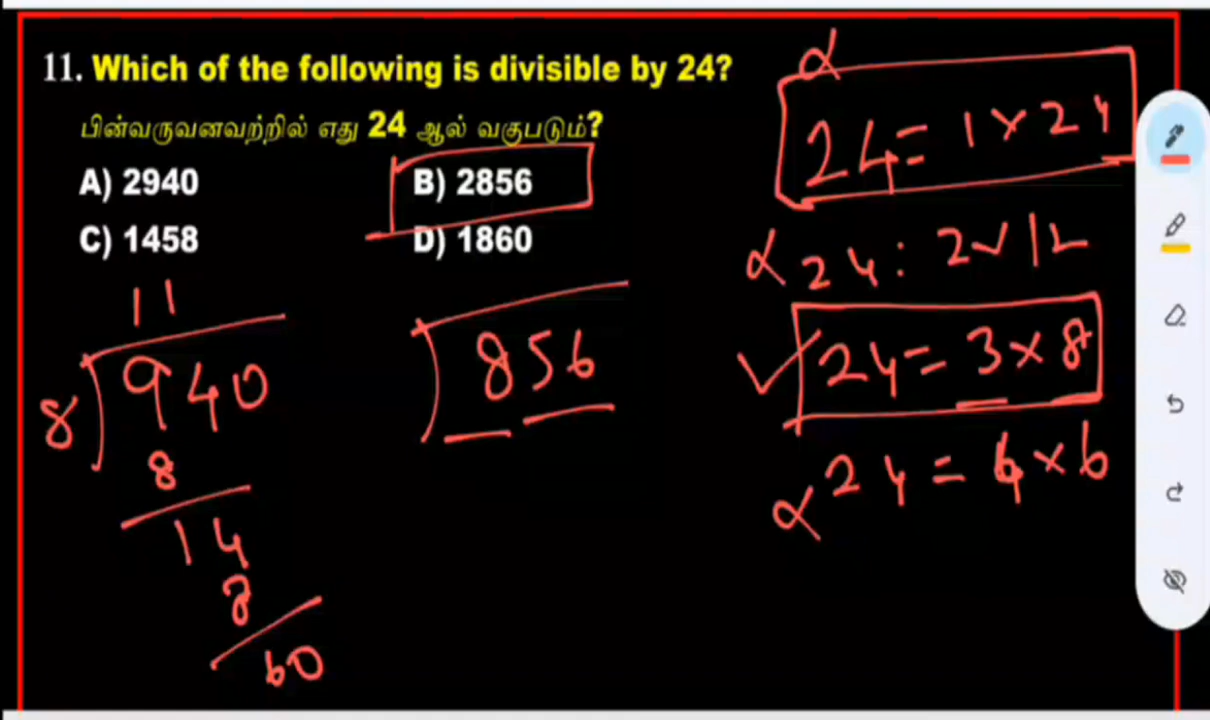 11. Which of the following is divisible by 24?
பின்வருவனவற்றில் எது 24 ஆல் வகுபடும்?
A) 2940 B) 2856
C) 1458 D) 1860
24 = 1 × 24
24 : 2 12
24 = 3 × 8
24 = 4 × 6
11
8 940
8
14
8
60
856